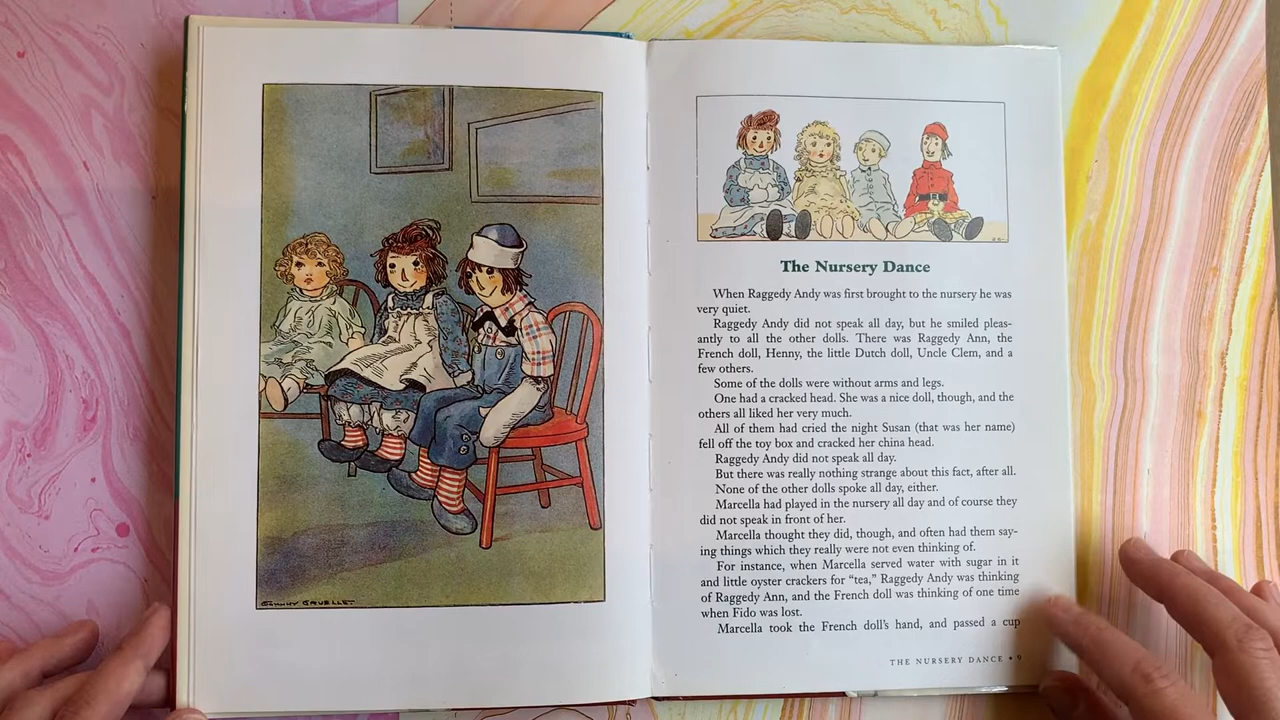 JOHNNY GRUELLE
The Nursery Dance
When Raggedy Andy was first brought to the nursery he was
very quiet.
Raggedy Andy did not speak all day, but he smiled pleas-
antly to all the other dolls. There was Raggedy Ann, the
French doll, Henny, the little Dutch doll, Uncle Clem, and a
few others.
Some of the dolls were without arms and legs.
One had a cracked head. She was a nice doll, though, and the
others all liked her very much.
All of them had cried the night Susan (that was her name)
fell off the toy box and cracked her china head.
Raggedy Andy did not speak all day.
But there was really nothing strange about this fact, after all.
None of the other dolls spoke all day, either.
Marcella had played in the nursery all day and of course they
did not speak in front of her.
Marcella thought they did, though, and often had them say-
ing things which they really were not even thinking of.
For instance, when Marcella served water with sugar in it
and little oyster crackers for “tea,” Raggedy Andy was thinking
of Raggedy Ann, and the French doll was thinking of one time
when Fido was lost.
Marcella took the French doll’s hand, and passed a cup
THE NURSERY DANCE • 9